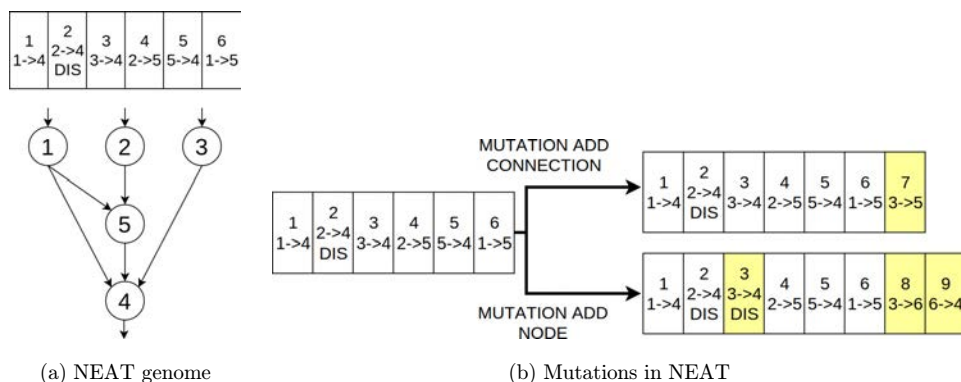 1 2 3 4 5 6
1->4 2->4 3->4 2->5 5->4 1->5
DIS
1 2 3
5
4
(a) NEAT genome
1 2 3 4 5 6
1->4 2->4 3->4 2->5 5->4 1->5
DIS
MUTATION ADD
CONNECTION
1 2 3 4 5 6 7
1->4 2->4 3->4 2->5 5->4 1->5 3->5
DIS
MUTATION ADD
NODE
1 2 3 4 5 6 8 9
1->4 2->4 3->4 2->5 5->4 1->5 3->6 6->4
DIS DIS
(b) Mutations in NEAT